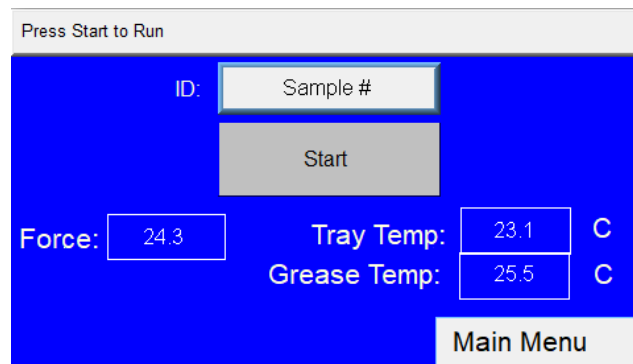 Press Start to Run
ID: Sample #
Start
Force: 24.3 Tray Temp: 23.1 C
Grease Temp: 25.5 C
Main Menu